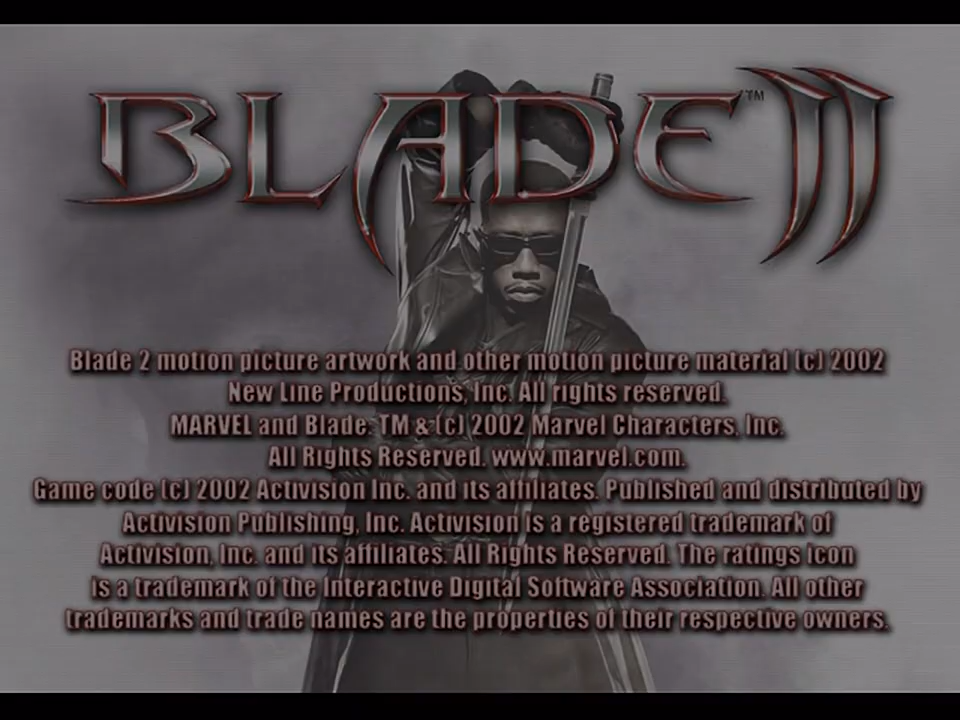 BLADE II™
Blade 2 motion picture artwork and other motion picture material (c) 2002
New Line Productions, Inc. All rights reserved.
MARVEL and Blade: TM & (c) 2002 Marvel Characters, Inc.
All Rights Reserved. www.marvel.com.
Game code (c) 2002 Activision Inc. and its affiliates. Published and distributed by
Activision Publishing, Inc. Activision is a registered trademark of
Activision, Inc. and its affiliates. All Rights Reserved. The ratings icon
is a trademark of the Interactive Digital Software Association. All other
trademarks and trade names are the properties of their respective owners.